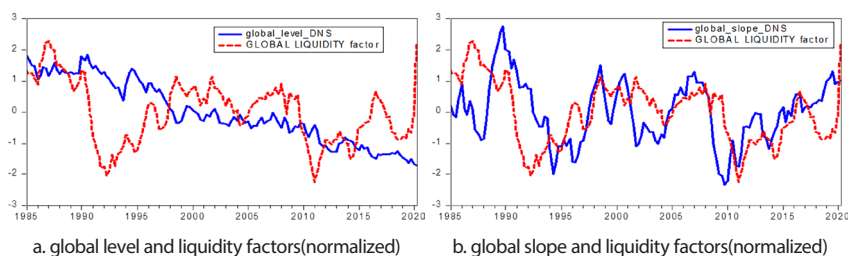 3
2
1
0
-1
-2
-3
global_level_DNS
GLOBAL LIQUIDITY factor
1985 1990 1995 2000 2005 2010 2015 2020
a. global level and liquidity factors(normalized)
3
2
1
0
-1
-2
-3
global_slope_DNS
GLOBAL LIQUIDITY factor
1985 1990 1995 2000 2005 2010 2015 2020
b. global slope and liquidity factors(normalized)